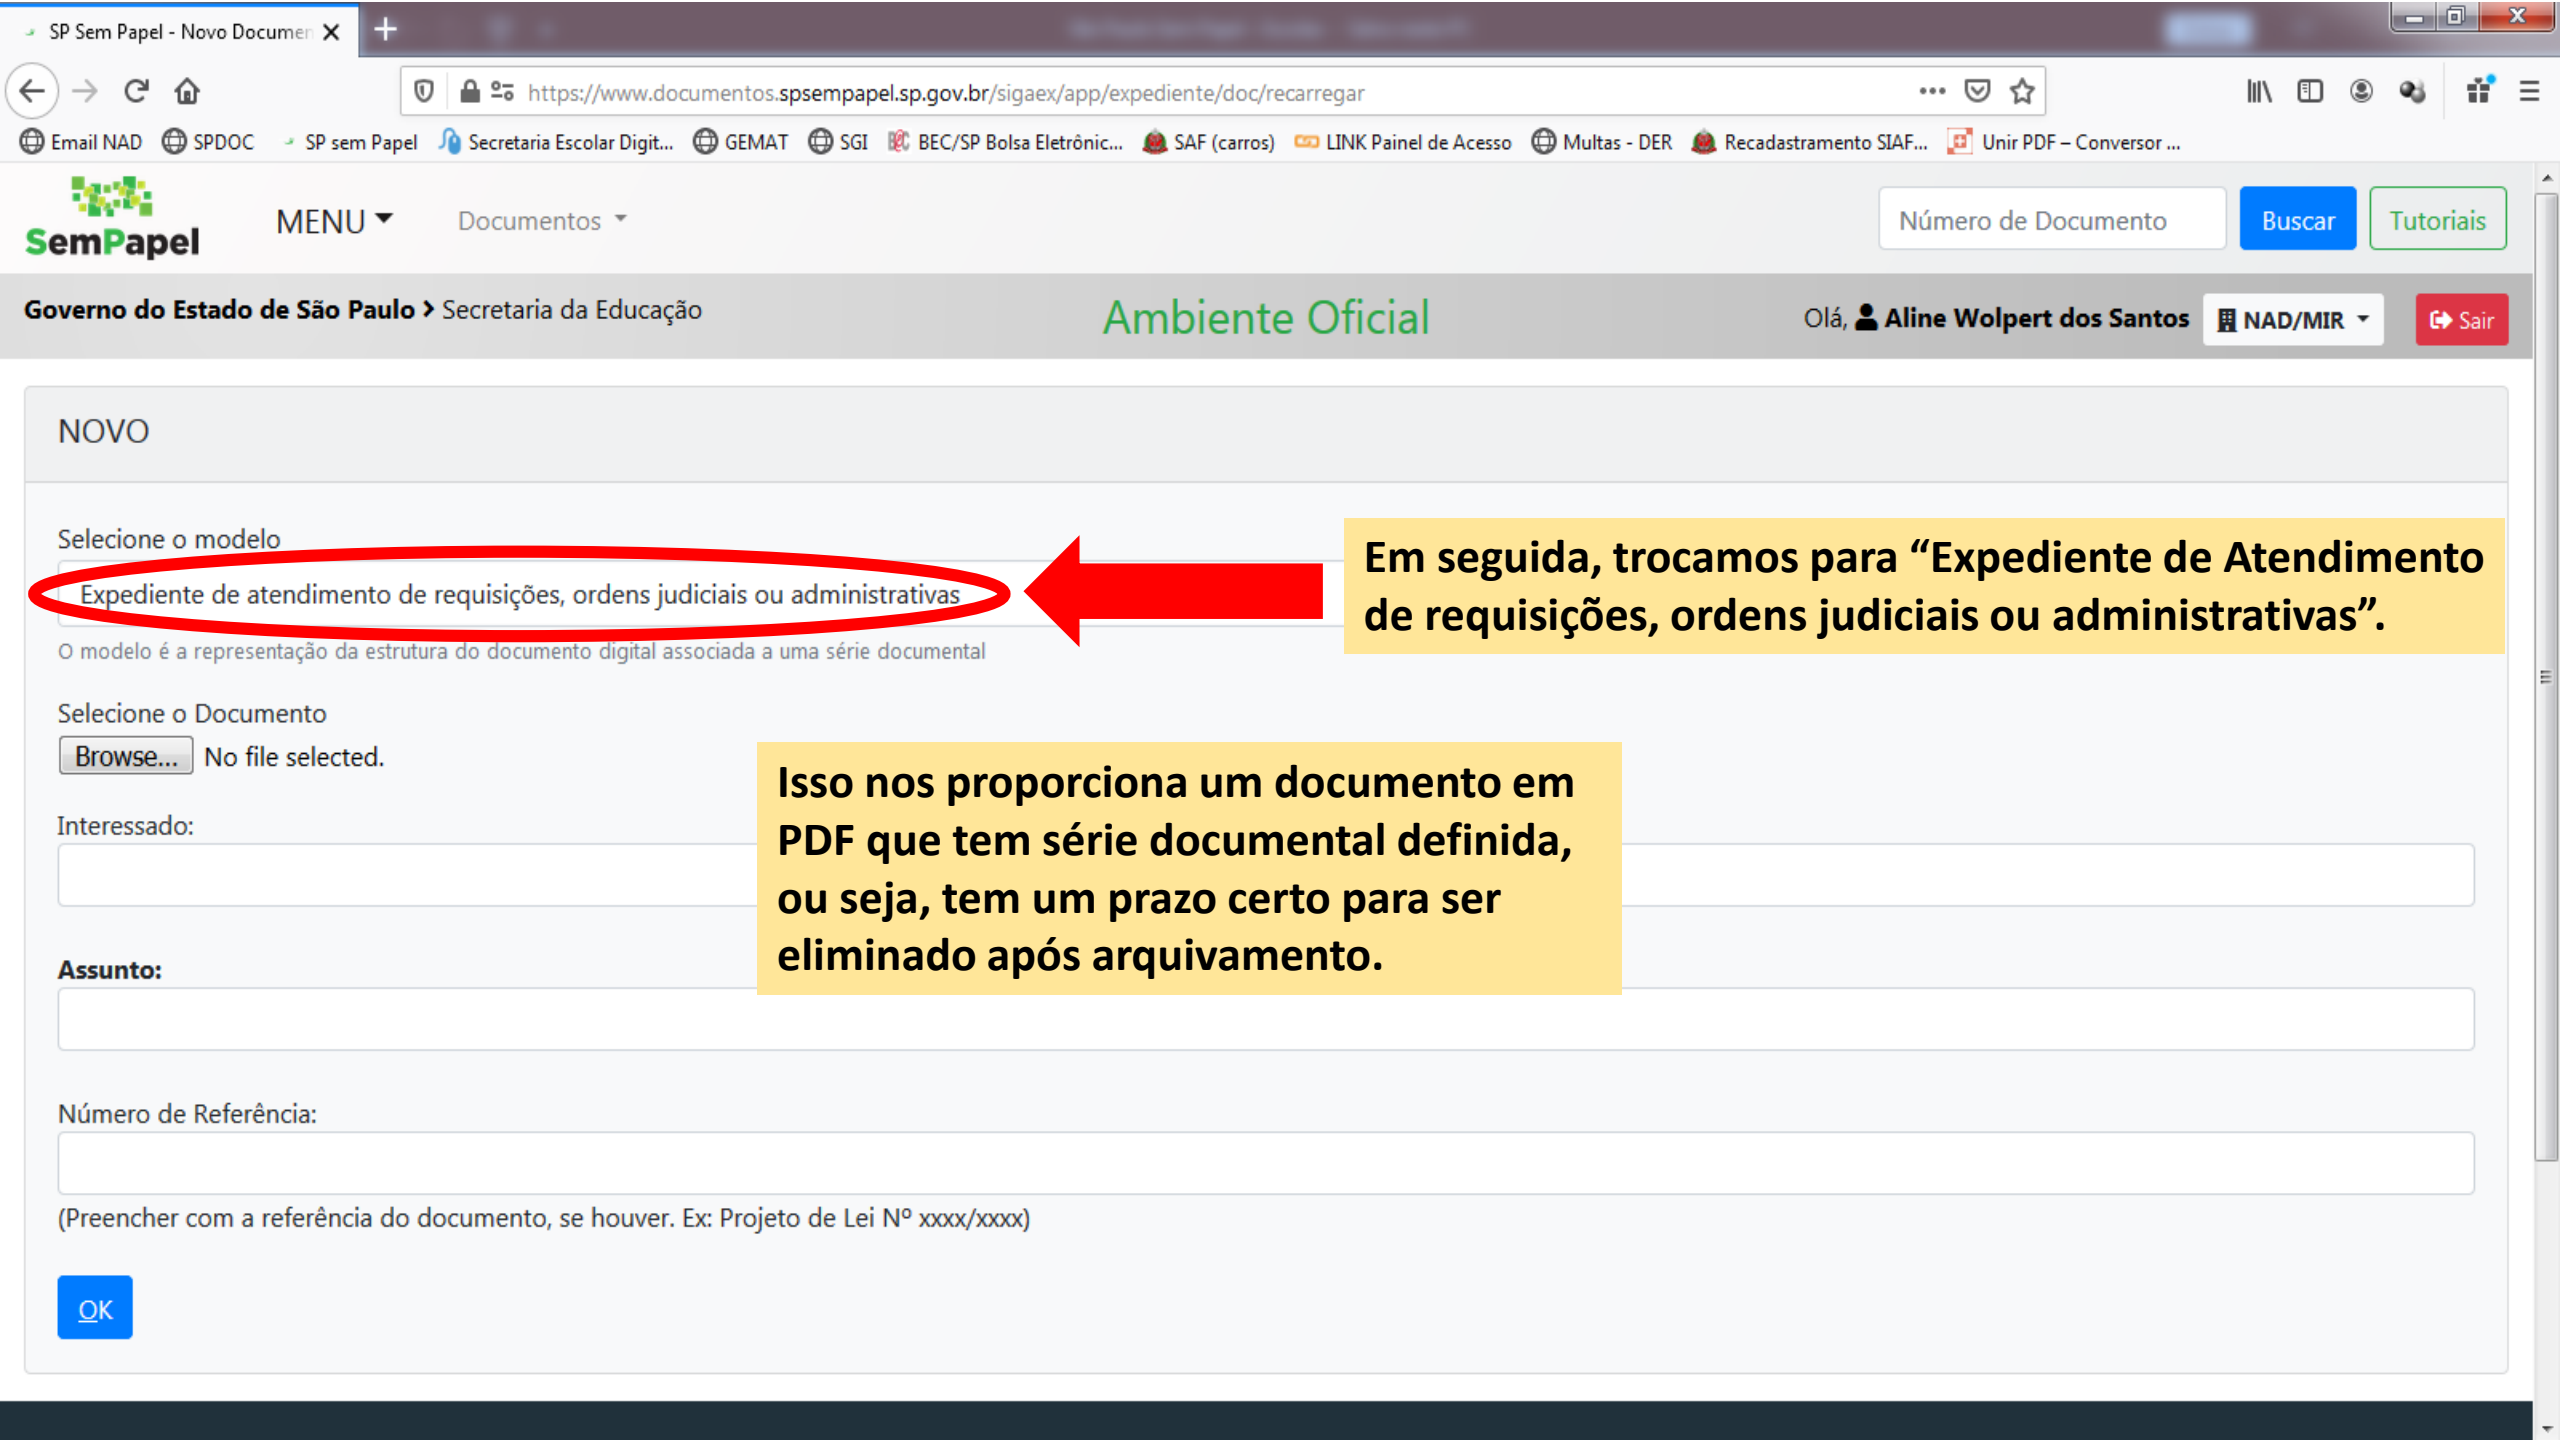 SP Sem Papel - Novo Documen
https://www.documentos.spsempapel.sp.gov.br/sigaex/app/expediente/doc/recarregar
Email NAD SPDOC SP sem Papel Secretaria Escolar Digit... GEMAT SGI BEC/SP Bolsa Eletrônic... SAF (carros) LINK Painel de Acesso Multas - DER Recadastramento SIAF... Unir PDF – Conversor ...
SemPapel
MENU Documentos Número de Documento Buscar Tutoriais
Governo do Estado de São Paulo > Secretaria da Educação Ambiente Oficial Olá, Aline Wolpert dos Santos NAD/MIR Sair
NOVO
Selecione o modelo
Expediente de atendimento de requisições, ordens judiciais ou administrativas
O modelo é a representação da estrutura do documento digital associada a uma série documental
Em seguida, trocamos para “Expediente de Atendimento
de requisições, ordens judiciais ou administrativas”.
Selecione o Documento
Browse... No file selected.
Isso nos proporciona um documento em
PDF que tem série documental definida,
ou seja, tem um prazo certo para ser
eliminado após arquivamento.
Interessado:
Assunto:
Número de Referência:
(Preencher com a referência do documento, se houver. Ex: Projeto de Lei Nº xxxx/xxxx)
OK